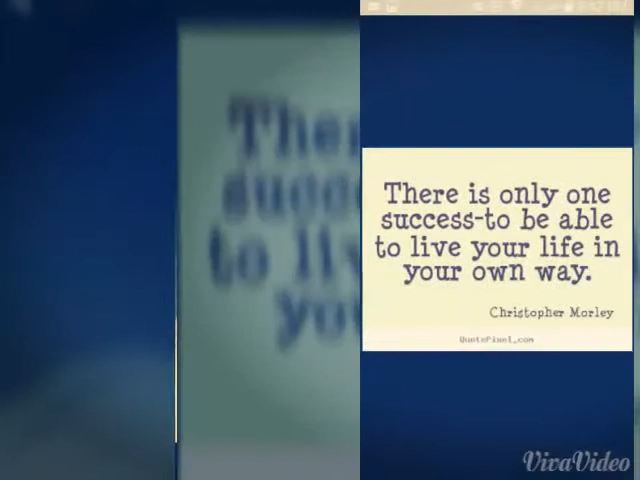 There is only one
success-to be able
to live your life in
your own way.
Christopher Morley
QuotePixel.com
VivaVideo